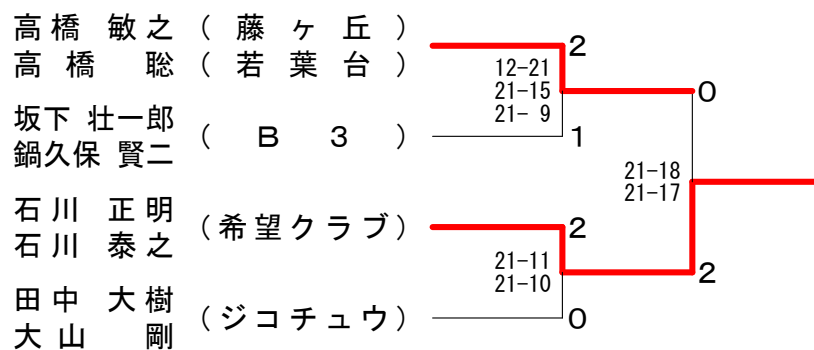 高橋 敏之 (藤ヶ丘)
高橋 聡 (若葉台)
2
12-21
21-15
21- 9
0
坂下 壮一郎
鍋久保 賢二
(B3)
1
21-18
21-17
石川 正明
石川 泰之
(希望クラブ)
2
21-11
21-10
2
田中 大樹
大山 剛
(ジコチュウ)
0